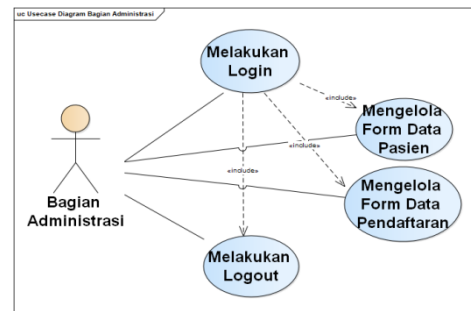 uc Usecase Diagram Bagian Administrasi
Melakukan
Login
«include»
Mengelola
Form Data
Pasien
«include»
«include»
Mengelola
Form Data
Pendaftaran
Bagian
Administrasi
Melakukan
Logout